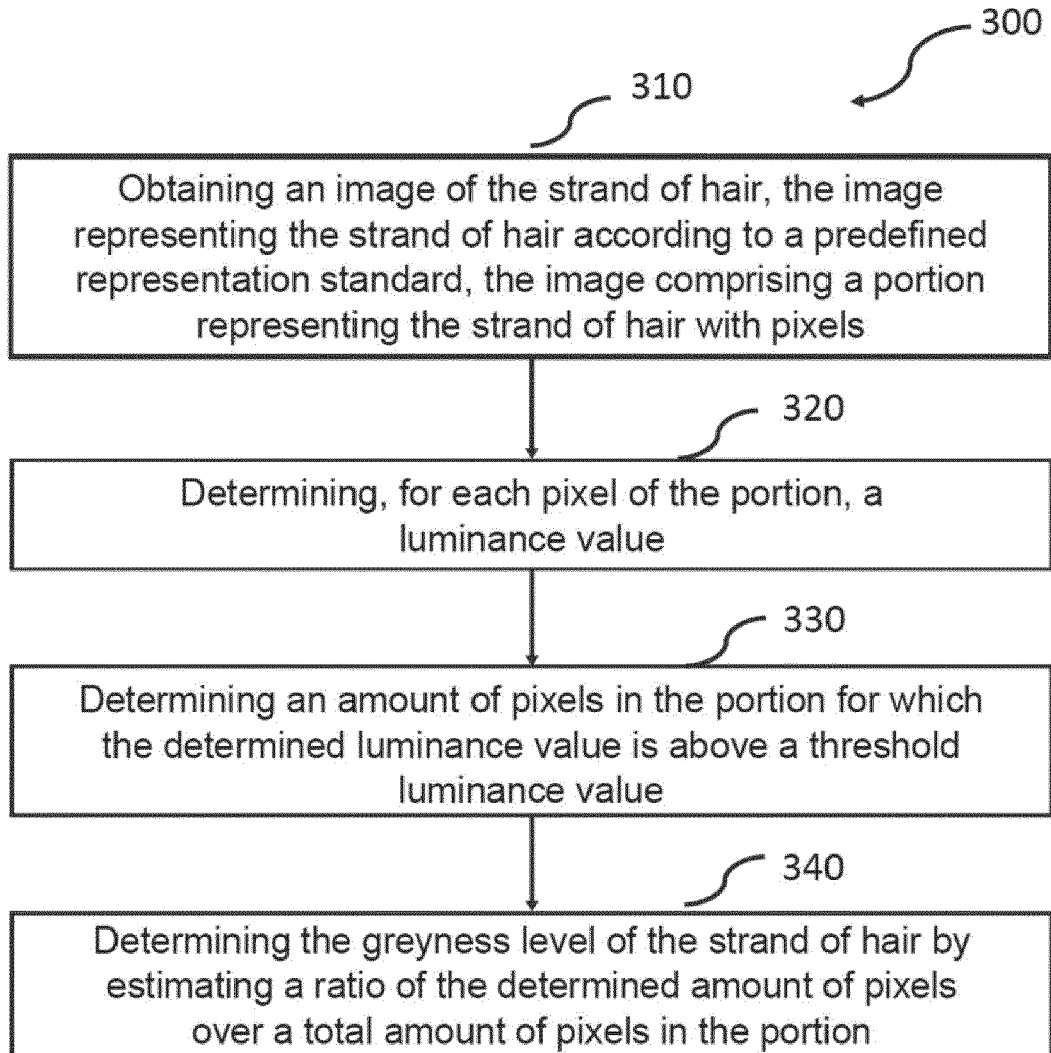 300
310
Obtaining an image of the strand of hair, the image
representing the strand of hair according to a predefined
representation standard, the image comprising a portion
representing the strand of hair with pixels
320
Determining, for each pixel of the portion, a
luminance value
330
Determining an amount of pixels in the portion for which
the determined luminance value is above a threshold
luminance value
340
Determining the greyness level of the strand of hair by
estimating a ratio of the determined amount of pixels
over a total amount of pixels in the portion